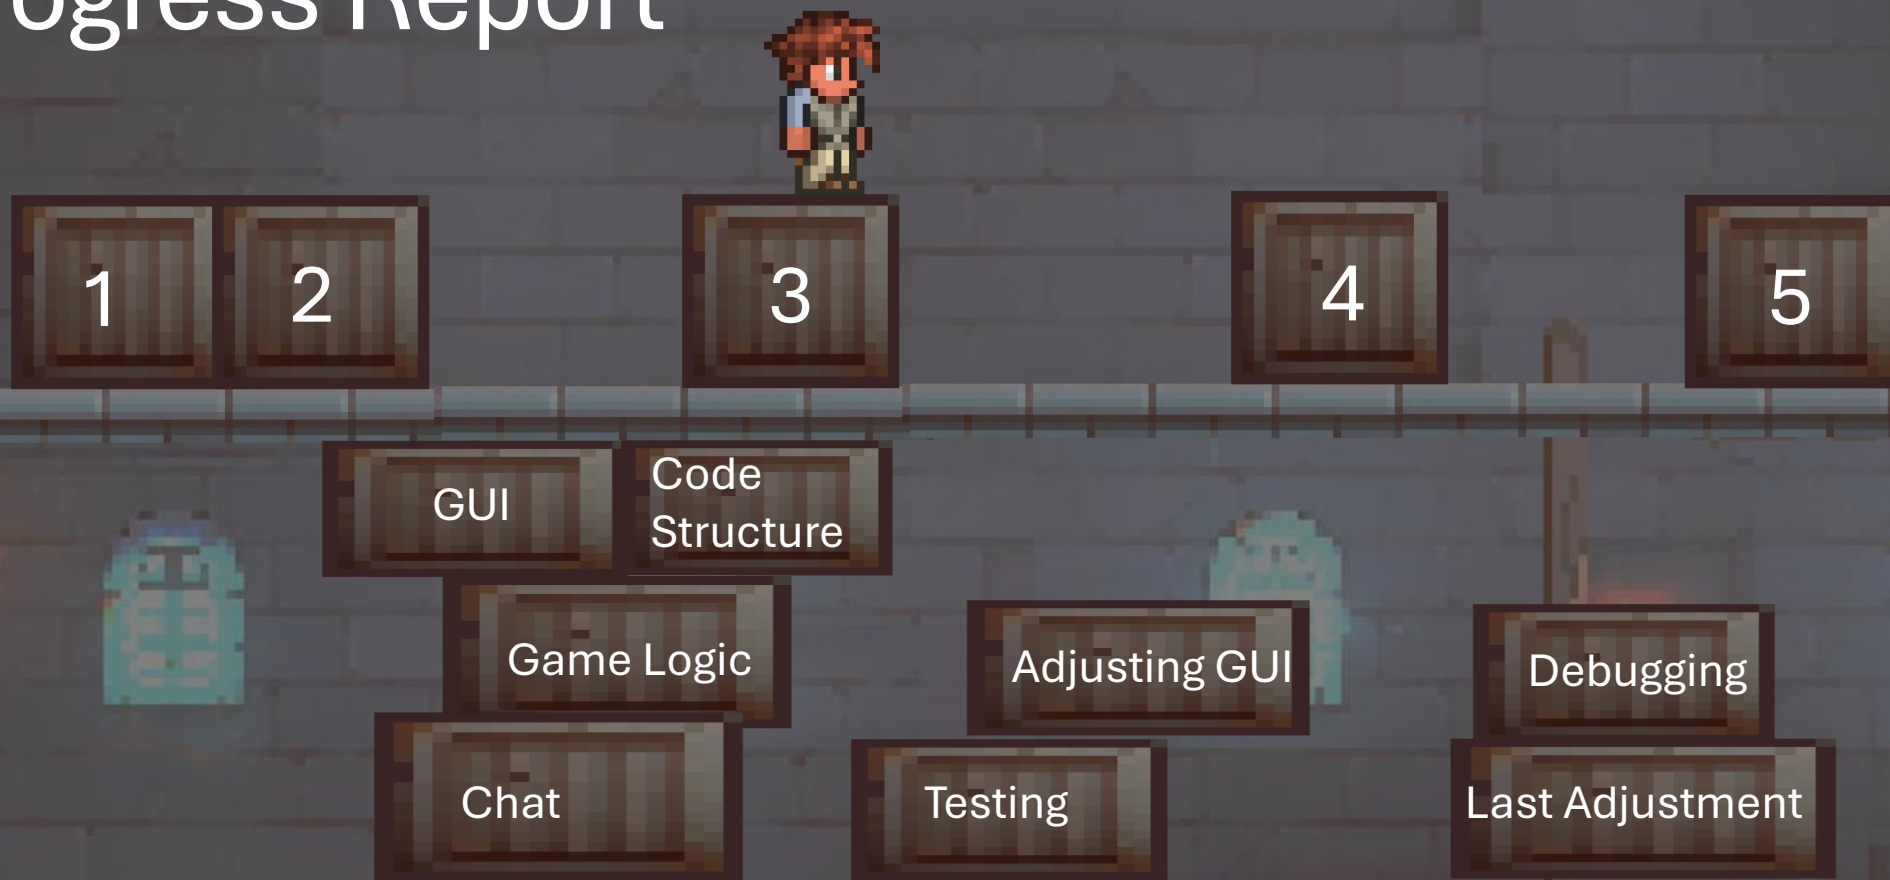 ogress Report
1
2
3
4
5
GUI
Code
Structure
Game Logic
Adjusting GUI
Debugging
Chat
Testing
Last Adjustment